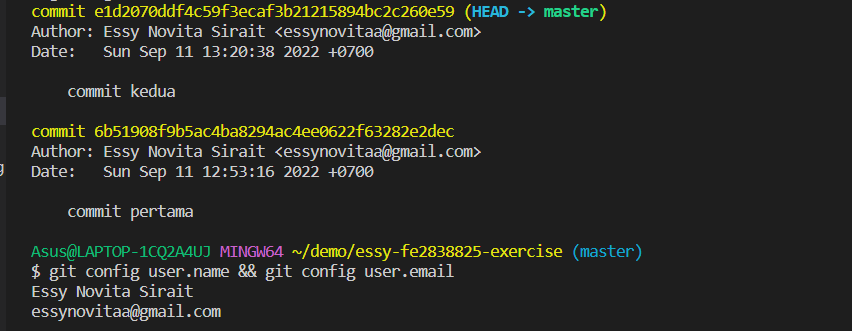 commit e1d2070ddf4c59f3ecaf3b21215894bc2c260e59 (HEAD -> master)
Author: Essy Novita Sirait <essynovitaa@gmail.com>
Date:   Sun Sep 11 13:20:38 2022 +0700
commit kedua
commit 6b51908f9b5ac4ba8294ac4ee0622f63282e2dec
Author: Essy Novita Sirait <essynovitaa@gmail.com>
Date:   Sun Sep 11 12:53:16 2022 +0700
commit pertama
Asus@LAPTOP-1CQ2A4UJ MINGW64 ~/demo/essy-fe2838825-exercise (master)
$ git config user.name && git config user.email
Essy Novita Sirait
essynovitaa@gmail.com